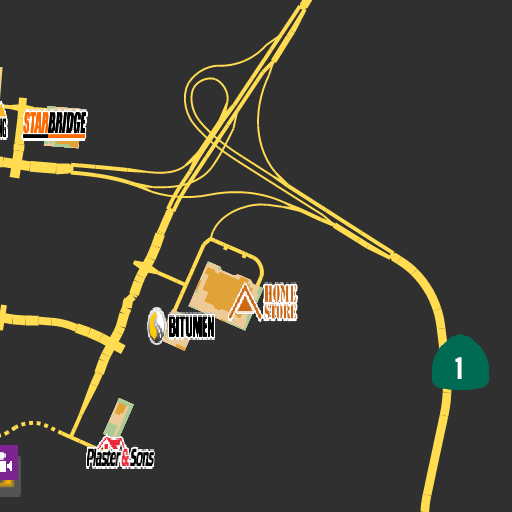 STARBRIDGE
HOME
STORE
BITUMEN
1
Plaster & Sons